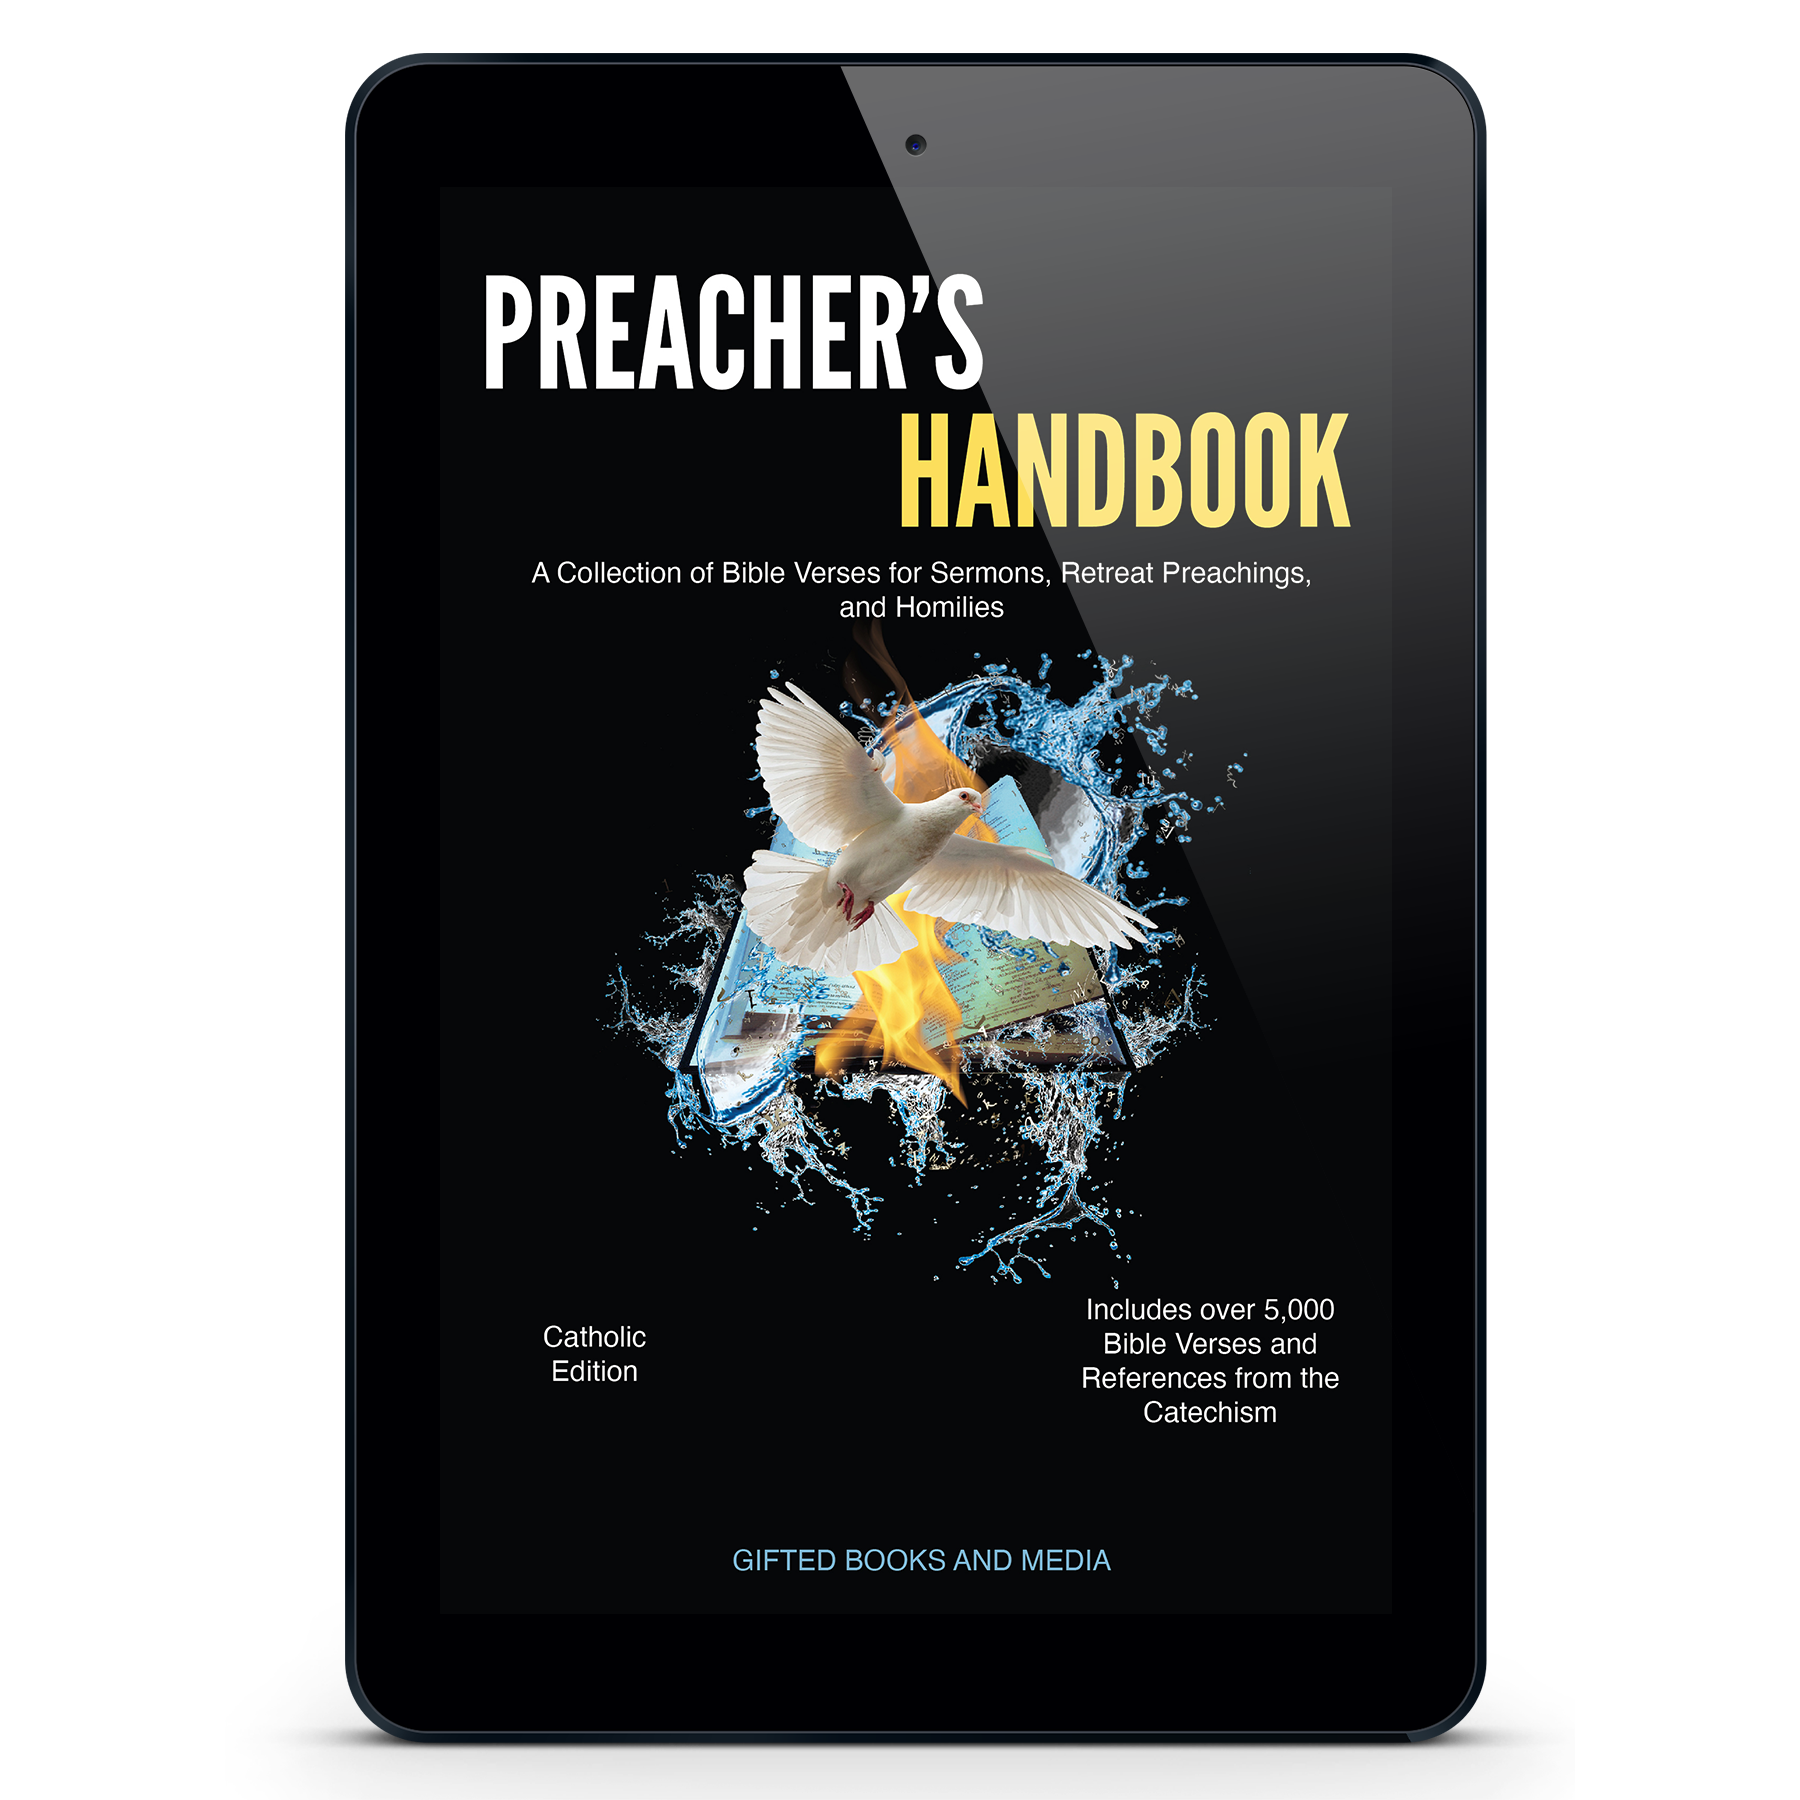 PREACHER'S
HANDBOOK
A Collection of Bible Verses for Sermons, Retreat Preachings,
and Homilies
Catholic
Edition
Includes over 5,000
Bible Verses and
References from the
Catechism
GIFTED BOOKS AND MEDIA